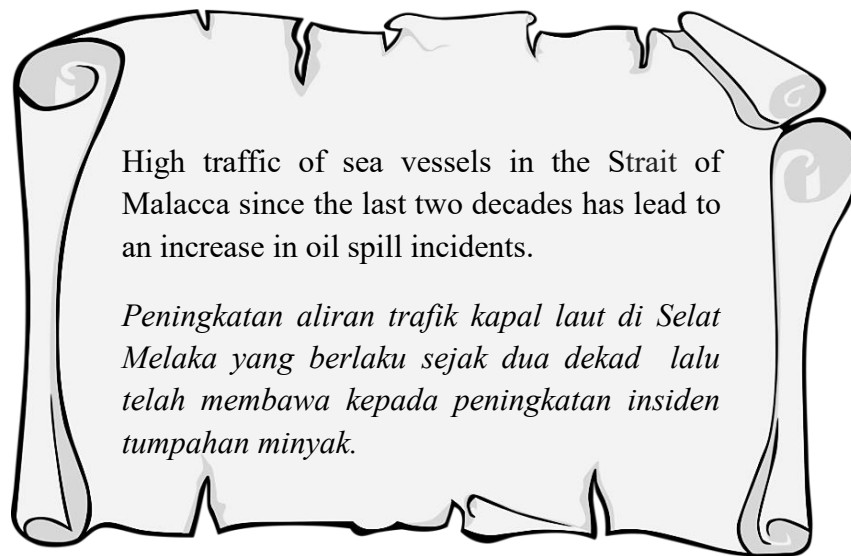 High traffic of sea vessels in the Strait of
Malacca since the last two decades has lead to
an increase in oil spill incidents.
Peningkatan aliran trafik kapal laut di Selat
Melaka yang berlaku sejak dua dekad lalu
telah membawa kepada peningkatan insiden
tumpahan minyak.